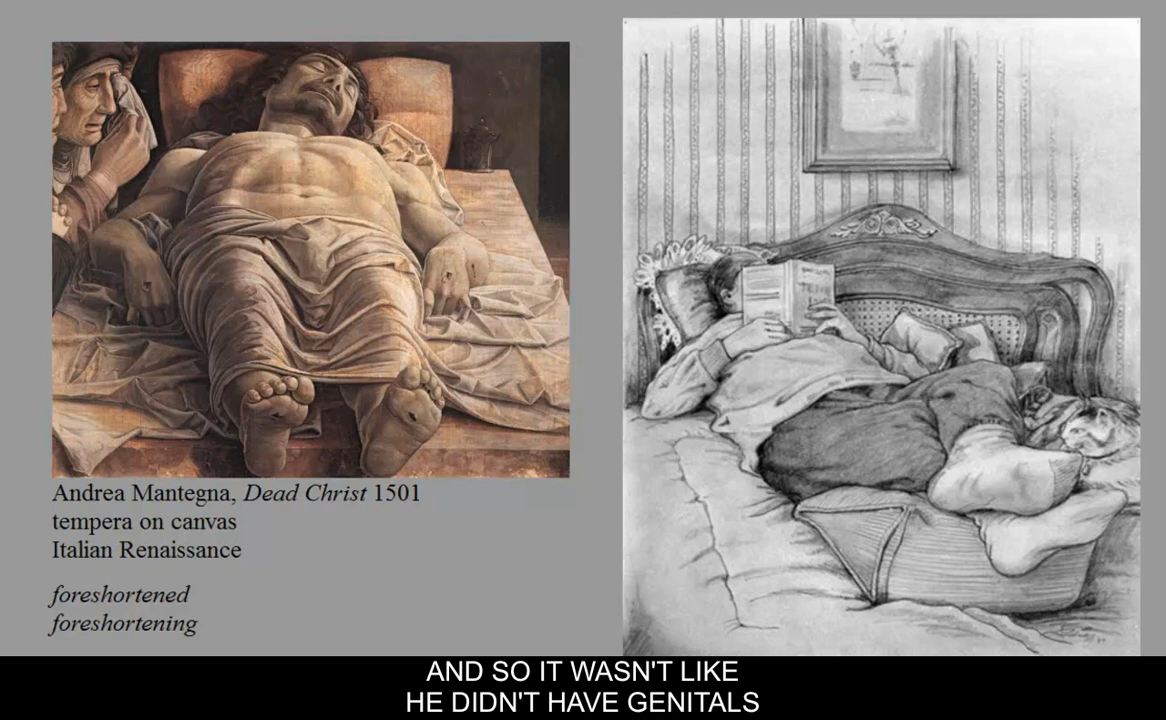 Andrea Mantegna, Dead Christ 1501
tempera on canvas
Italian Renaissance
foreshortened
foreshortening
AND SO IT WASN'T LIKE
HE DIDN'T HAVE GENITALS